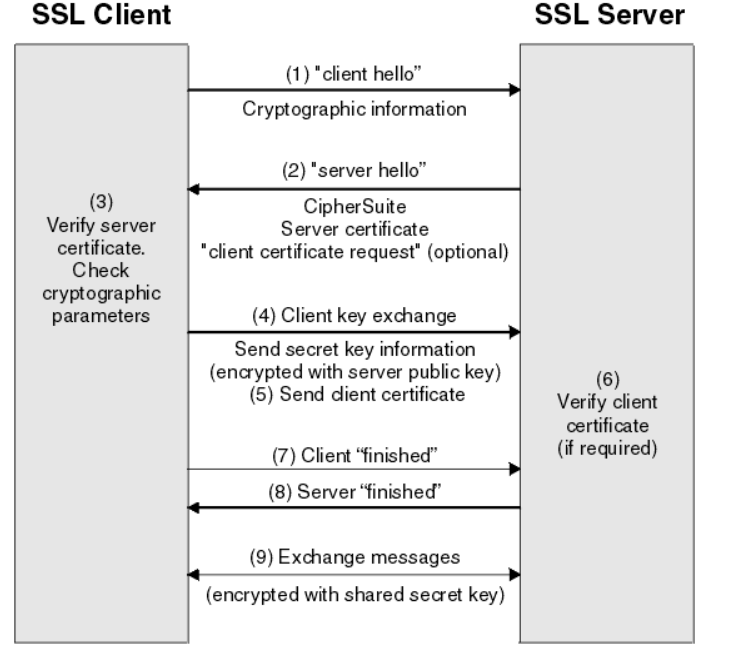 SSL Client
SSL Server
(1) "client hello”
Cryptographic information
(2) "server hello”
CipherSuite
Server certificate
"client certificate request" (optional)
(3)
Verify server
certificate.
Check
cryptographic
parameters
(4) Client key exchange
Send secret key information
(encrypted with server public key)
(5) Send client certificate
(6)
Verify client
certificate
(if required)
(7) Client “finished”
(8) Server “finished”
(9) Exchange messages
(encrypted with shared secret key)